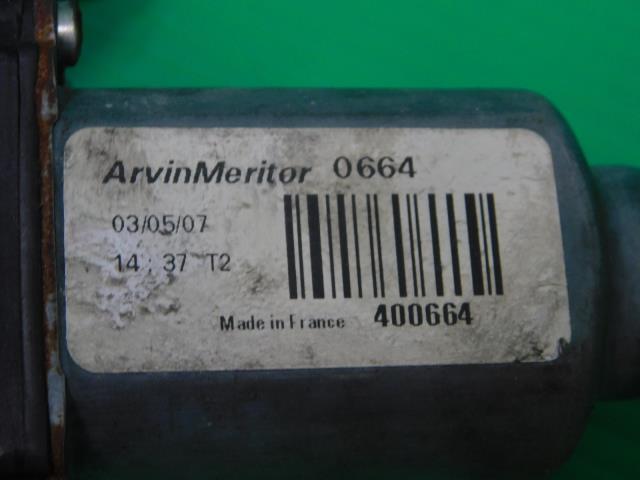 ArvinMeritor 0664
03/05/07
14:37 T2
Made in France 400664